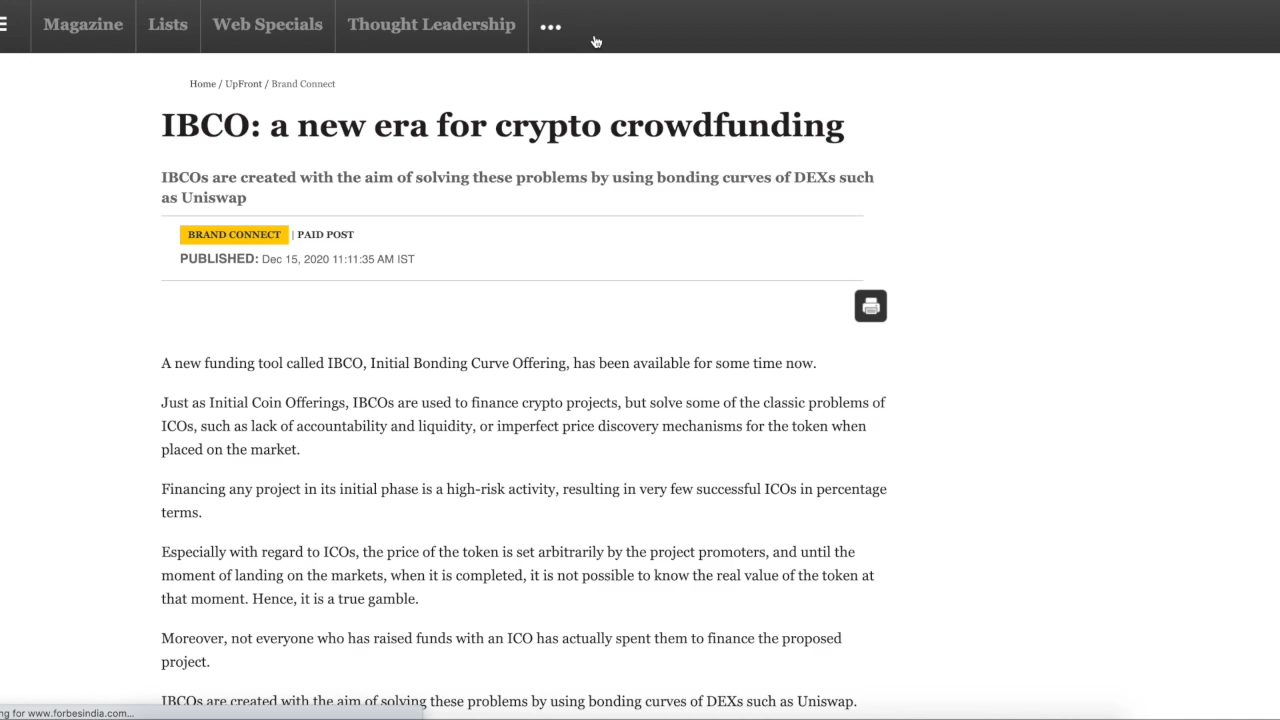 Magazine Lists Web Specials Thought Leadership •••
Home / UpFront / Brand Connect
IBCO: a new era for crypto crowdfunding
IBCOs are created with the aim of solving these problems by using bonding curves of DEXs such
as Uniswap
BRAND CONNECT | PAID POST
PUBLISHED: Dec 15, 2020 11:11:35 AM IST
A new funding tool called IBCO, Initial Bonding Curve Offering, has been available for some time now.
Just as Initial Coin Offerings, IBCOs are used to finance crypto projects, but solve some of the classic problems of
ICOs, such as lack of accountability and liquidity, or imperfect price discovery mechanisms for the token when
placed on the market.
Financing any project in its initial phase is a high-risk activity, resulting in very few successful ICOs in percentage
terms.
Especially with regard to ICOs, the price of the token is set arbitrarily by the project promoters, and until the
moment of landing on the markets, when it is completed, it is not possible to know the real value of the token at
that moment. Hence, it is a true gamble.
Moreover, not everyone who has raised funds with an ICO has actually spent them to finance the proposed
project.
IBCOs are created with the aim of solving these problems by using bonding curves of DEXs such as Uniswap.
ng for www.forbesindia.com...